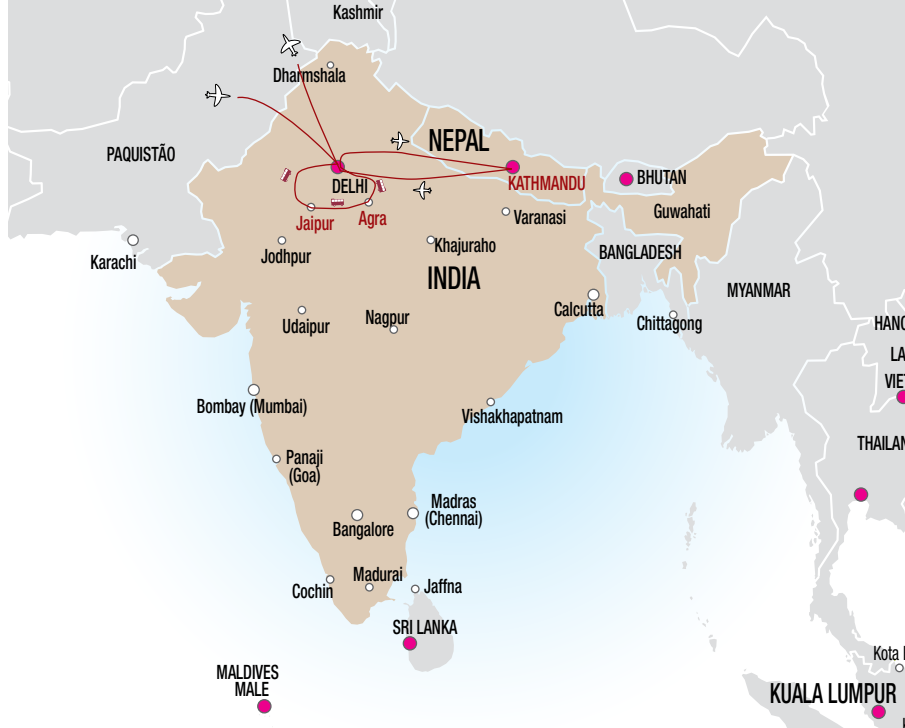 Kashmir
Dharmshala
PAQUISTÃO
NEPAL
DELHI
KATHMANDU
BHUTAN
Jaipur
Agra
Varanasi
Guwahati
Karachi
Jodhpur
Khajuraho
BANGLADESH
INDIA
MYANMAR
Udaipur
Nagpur
Calcutta
Chittagong
HANO
LA
VIET
Bombay (Mumbai)
Vishakhapatnam
THAILAN
Panaji
(Goa)
Madras
(Chennai)
Bangalore
Cochin
Madurai
Jaffna
SRI LANKA
MALDIVES
MALE
Kota
KUALA LUMPUR